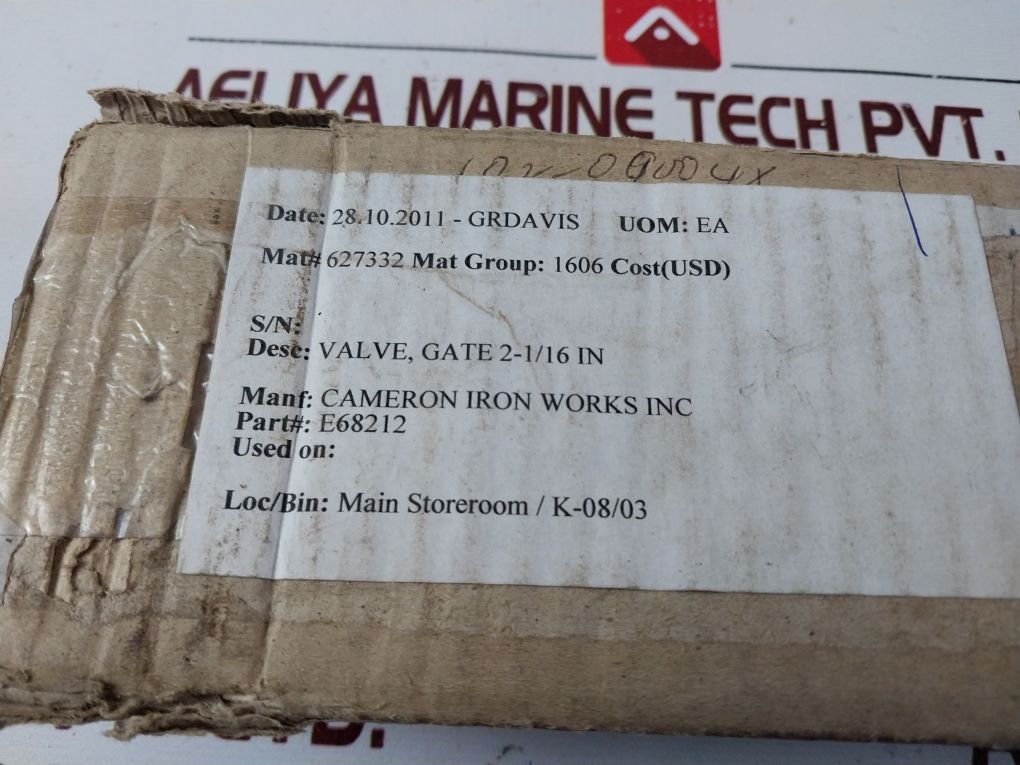 AELIYA MARINE TECH PVT.
Date: 28.10.2011 - GRDAVIS UOM: EA
Mat# 627332 Mat Group: 1606 Cost(USD)
S/N:
Desc: VALVE, GATE 2-1/16 IN
Manf: CAMERON IRON WORKS INC
Part#: E68212
Used on:
Loc/Bin: Main Storeroom / K-08/03